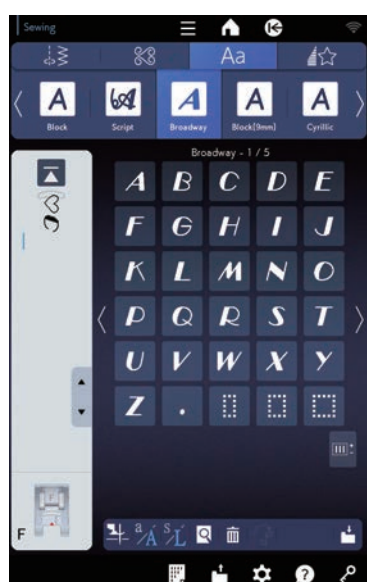 Sewing
Aa
A A A A A
Block Script Broadway Block(9mm) Cyrillic
Broadway - 1 / 5
A B C D E
F G H I J
K L M N O
P Q R S T
U V W X Y
Z .
F
a/A S/L
?